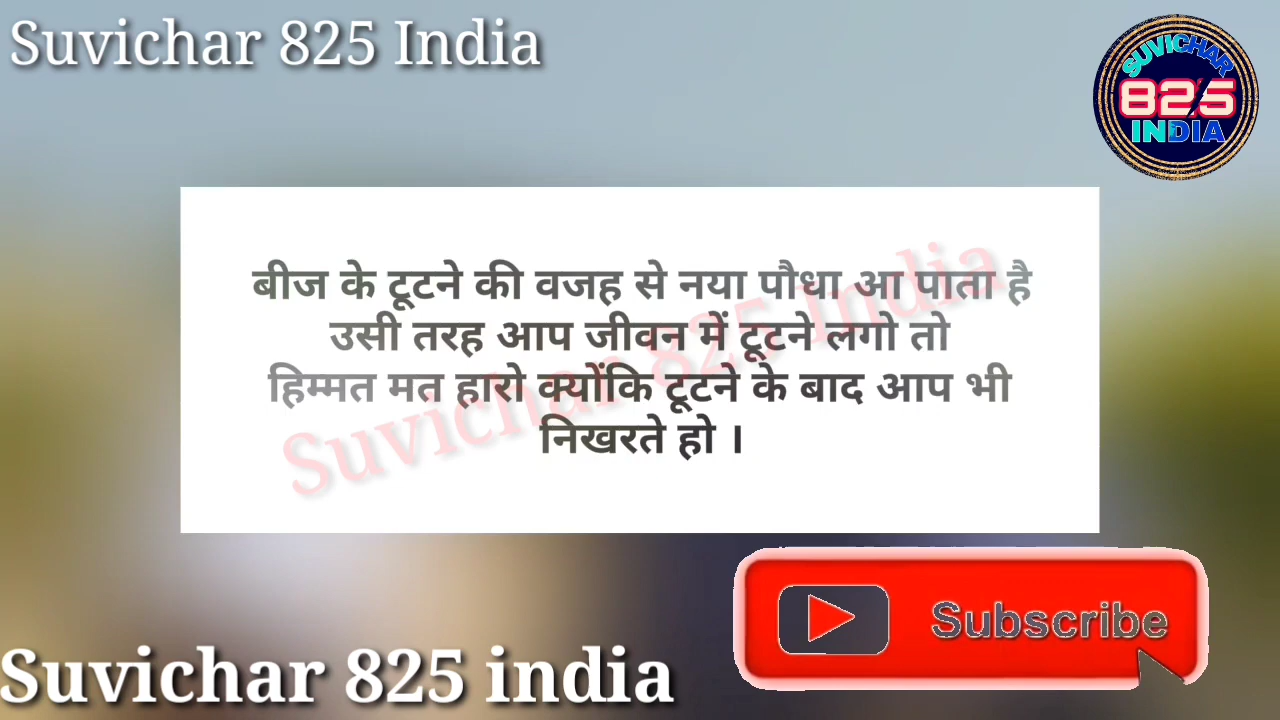 Suvichar 825 India
SUVICHAR
825
INDIA
बीज के टूटने की वजह से नया पौधा आ पाता है
उसी तरह आप जीवन में टूटने लगो तो
हिम्मत मत हारो क्योंकि टूटने के बाद आप भी
निखरते हो ।
Suvichar 825 India
Subscribe
Suvichar 825 india